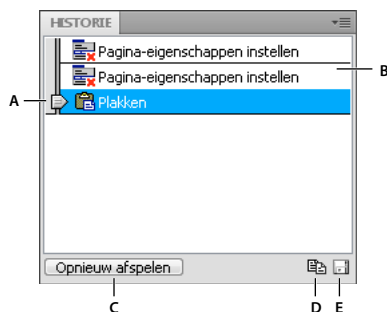 HISTORIE
Pagina-eigenschappen instellen
B
Pagina-eigenschappen instellen
A
Plakken
Opnieuw afspelen
C
D
E